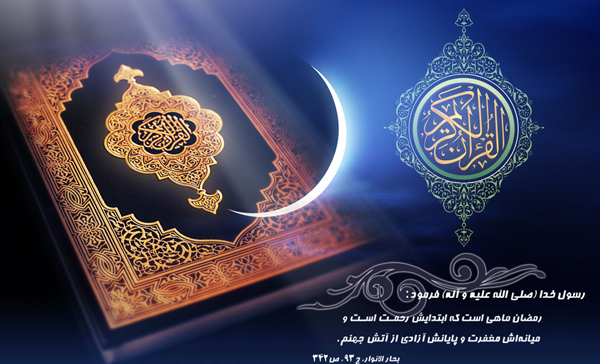 القرآن الكريم
رسول خدا (صلی الله علیه و آله) فرمود :
رمضان ماهی است که ابتدایش رحمت است و
میانه‌اش مغفرت و پایانش آزادی از آتش جهنم.
بحار الانوار، ج ۹۳، ص ۳۴۲